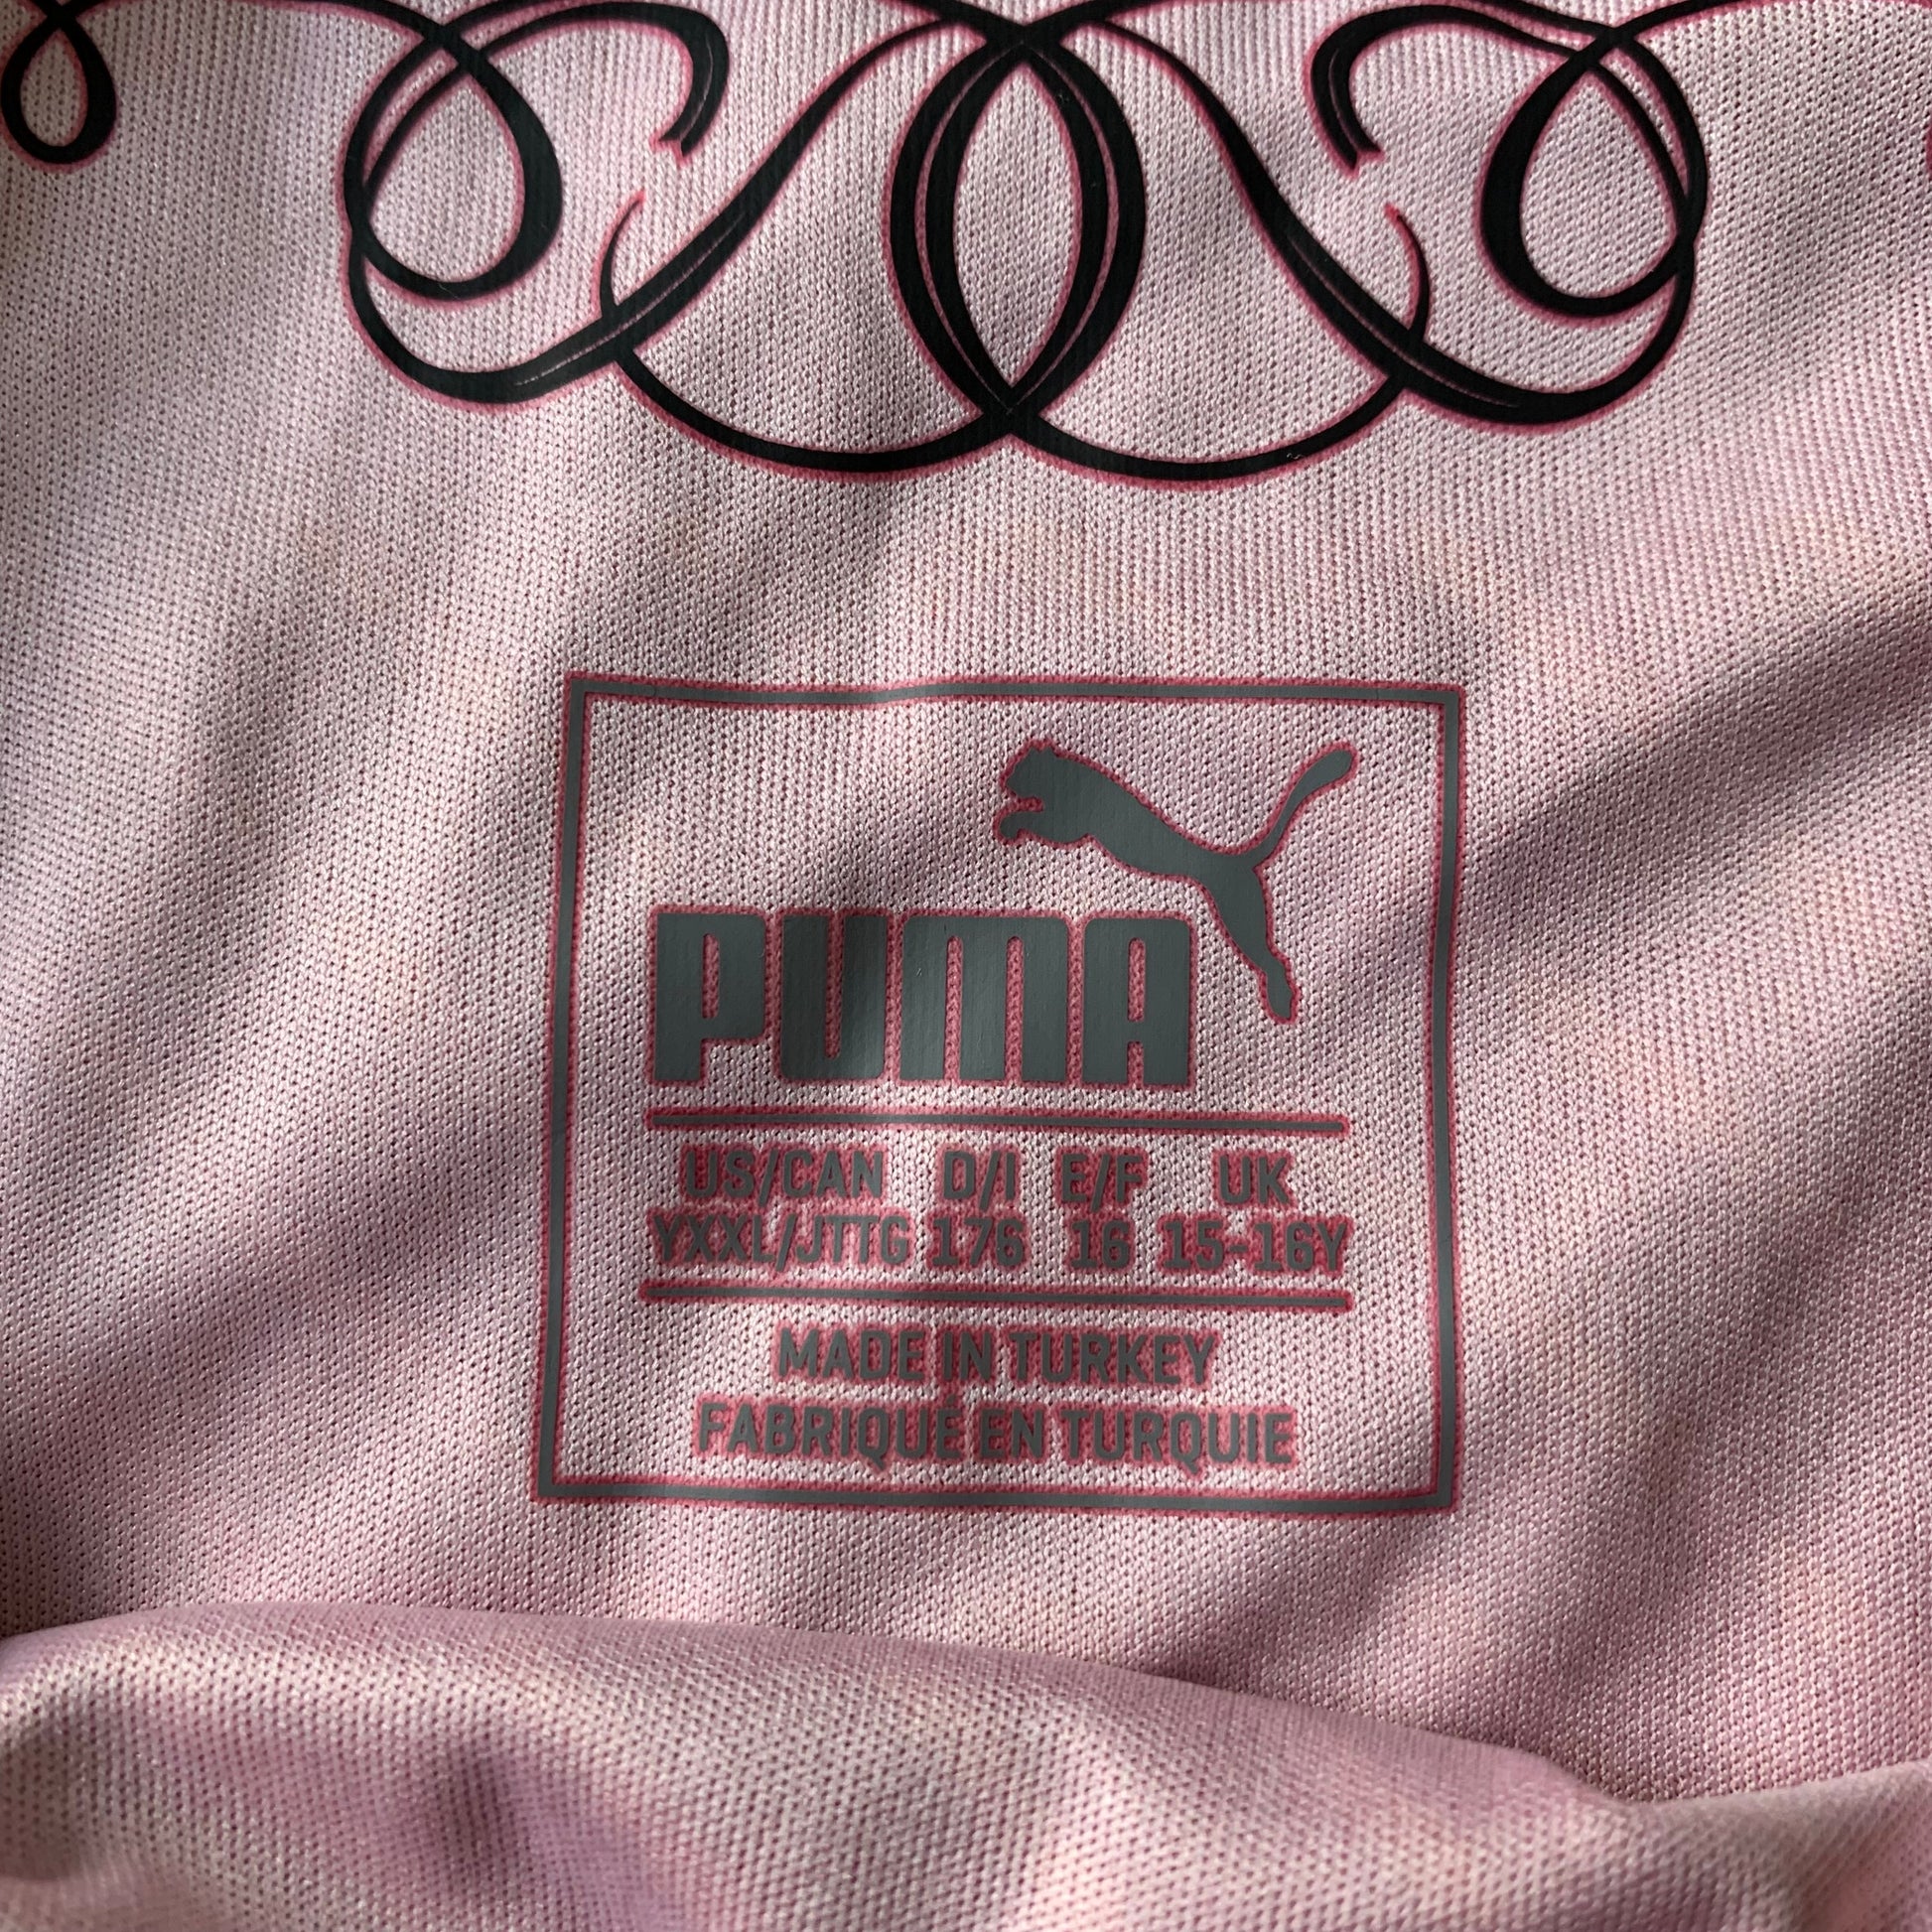 PUMA
US/CAN D/I E/F UK
YXXL/JTTG 176 16 15-16Y
MADE IN TURKEY
FABRIQUÉ EN TURQUIE